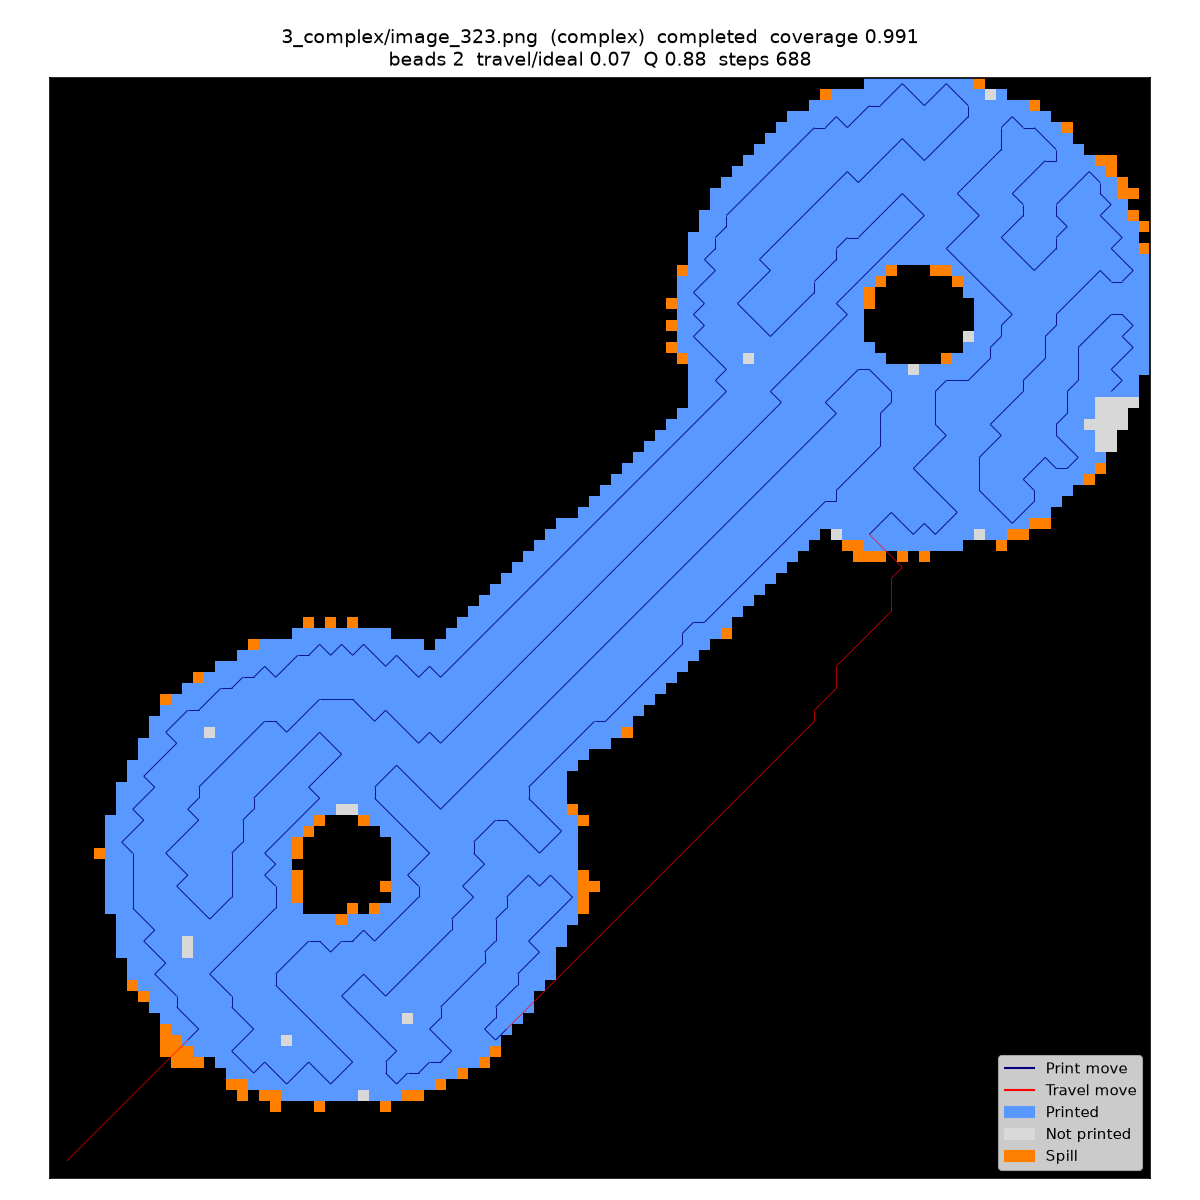 3_complex/image_323.png  (complex)  completed  coverage 0.991
beads 2  travel/ideal 0.07  Q 0.88  steps 688
Print move
Travel move
Printed
Not printed
Spill